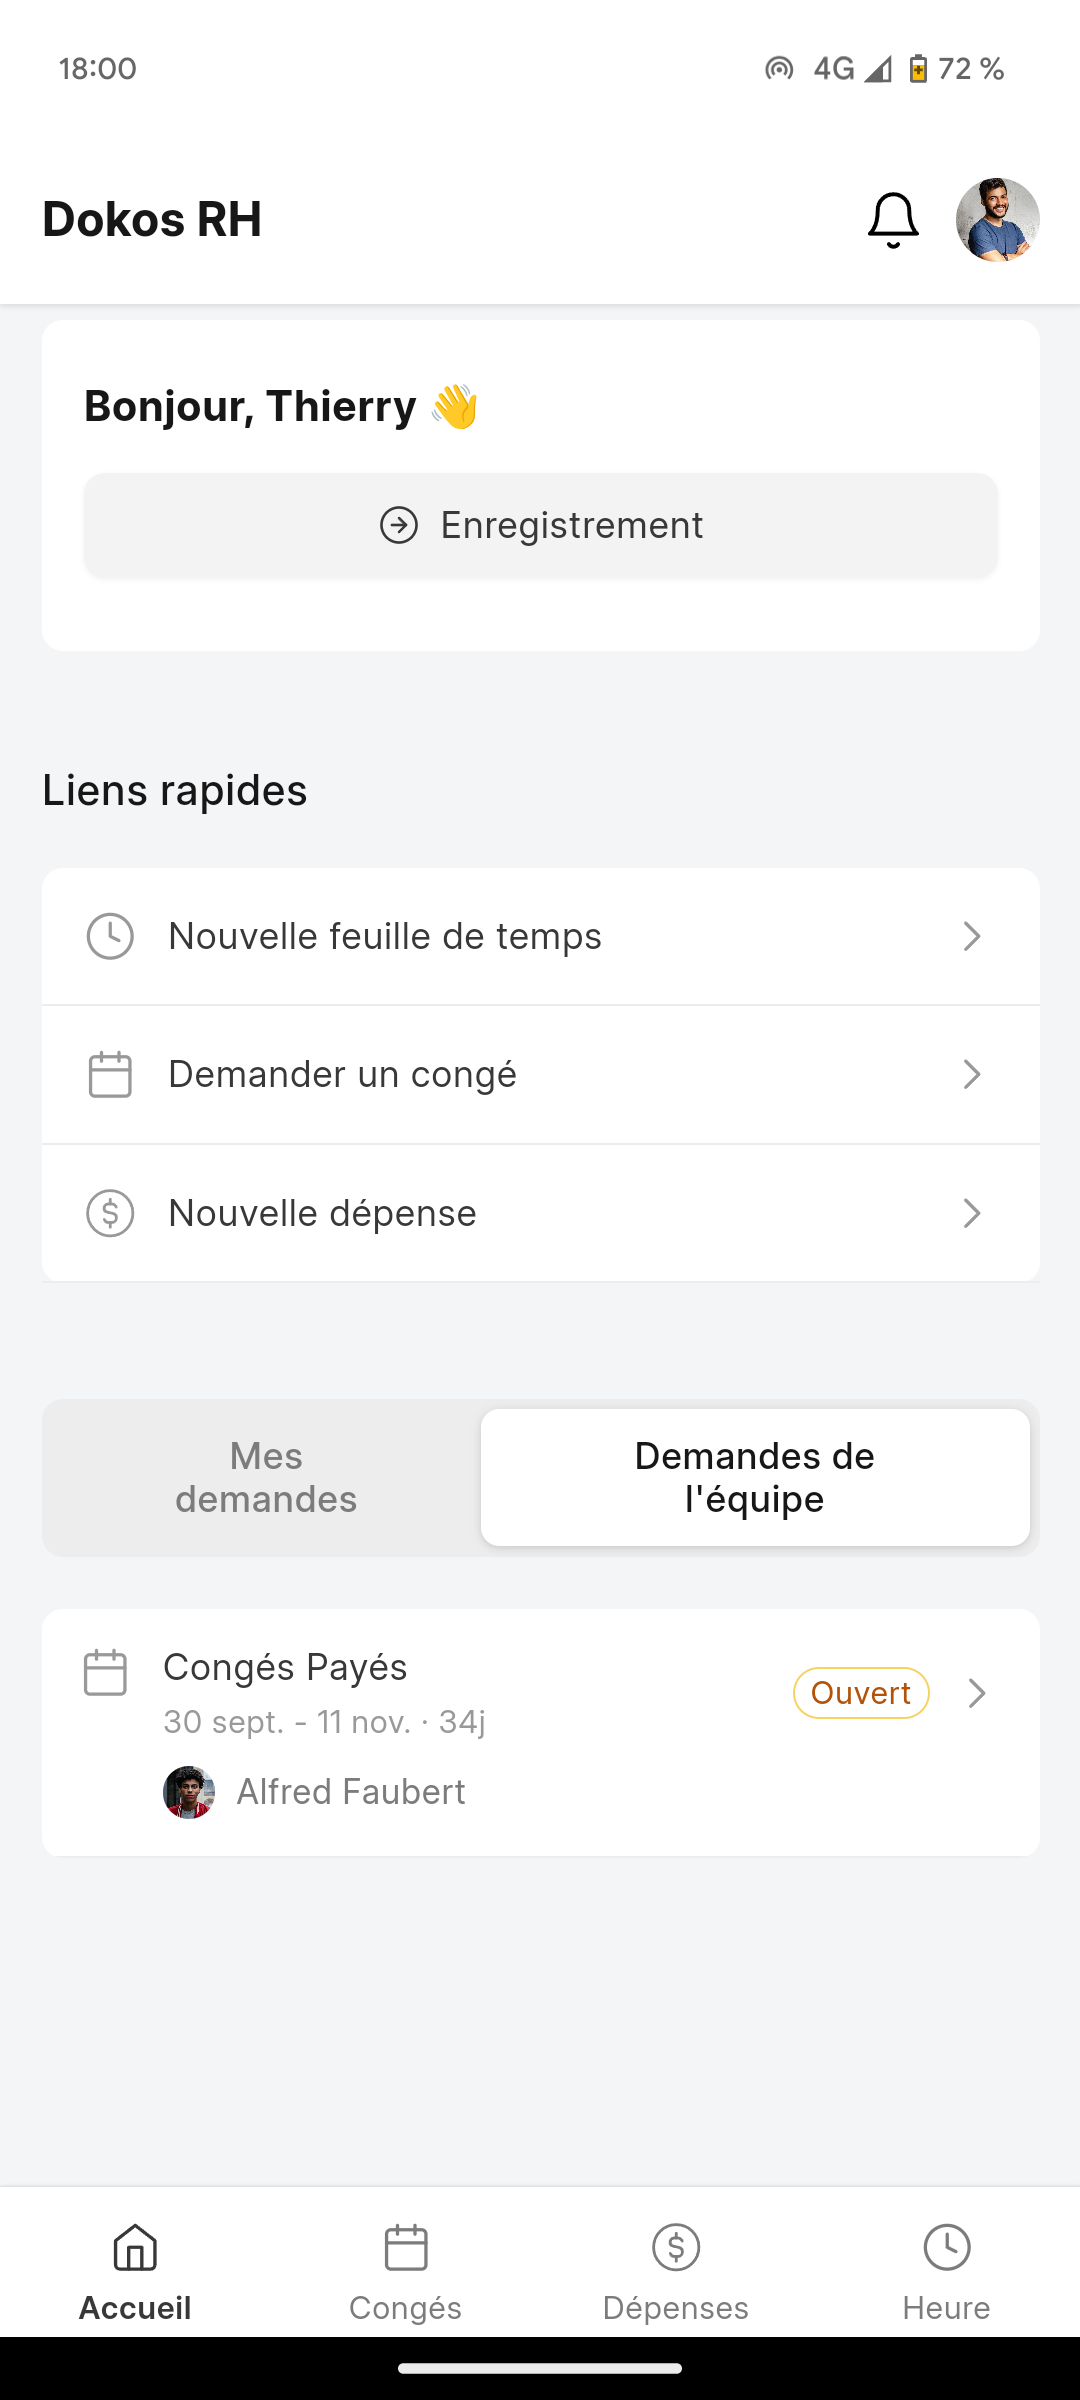 18:00
4G 72 %
Dokos RH
Bonjour, Thierry 👋
Enregistrement
Liens rapides
Nouvelle feuille de temps
Demander un congé
Nouvelle dépense
Mes
demandes
Demandes de
l'équipe
Congés Payés
30 sept. - 11 nov. · 34j
Ouvert
Alfred Faubert
Accueil
Congés
Dépenses
Heure